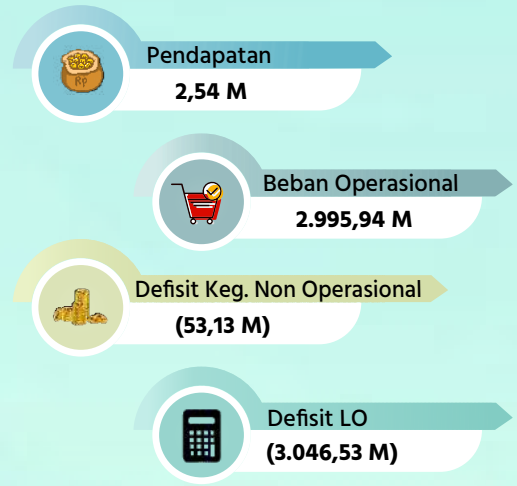 Pendapatan
Rp
2,54 M
Beban Operasional
2.995,94 M
Defisit Keg. Non Operasional
(53,13 M)
Defisit LO
(3.046,53 M)